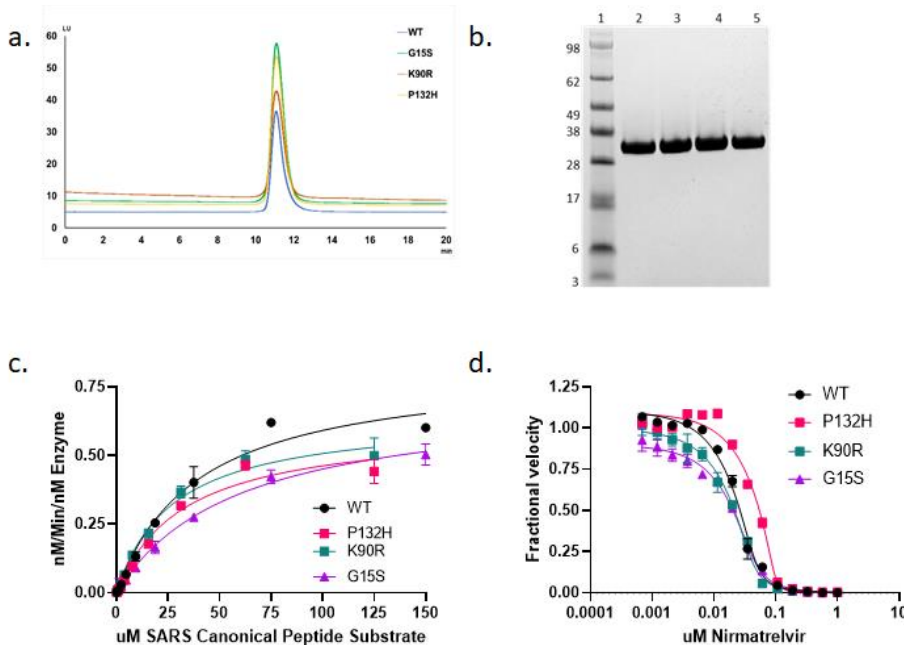 a.
LU
60
50
40
30
20
10
0
0 2 4 6 8 10 12 14 16 18 20
min
WT
G15S
K90R
P132H
b.
1 2 3 4 5
98
62
49
38
28
17
6
3
c.
nM/Min/nM Enzyme
0.75
0.50
0.25
0.00
0 25 50 75 100 125 150
uM SARS Canonical Peptide Substrate
WT
P132H
K90R
G15S
d.
Fractional velocity
1.25
1.00
0.75
0.50
0.25
0.00
0.0001 0.001 0.01 0.1 1 10
uM Nirmatrelvir
WT
P132H
K90R
G15S